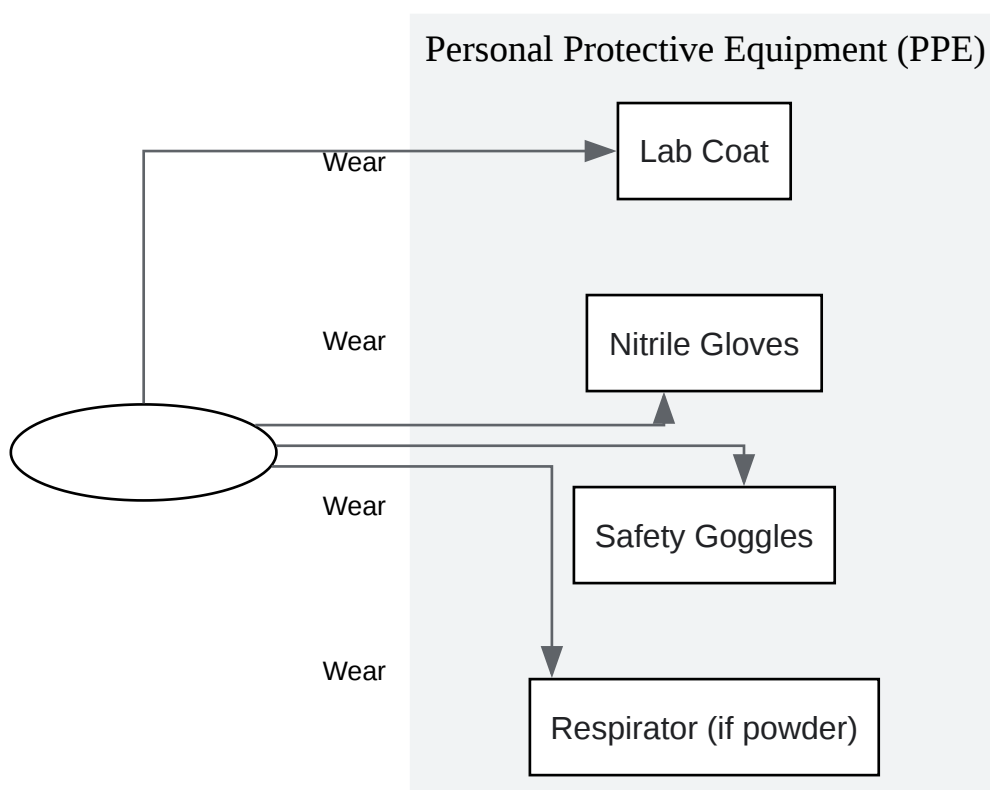 Personal Protective Equipment (PPE)
Wear
Lab Coat
Wear
Nitrile Gloves
Wear
Safety Goggles
Wear
Respirator (if powder)